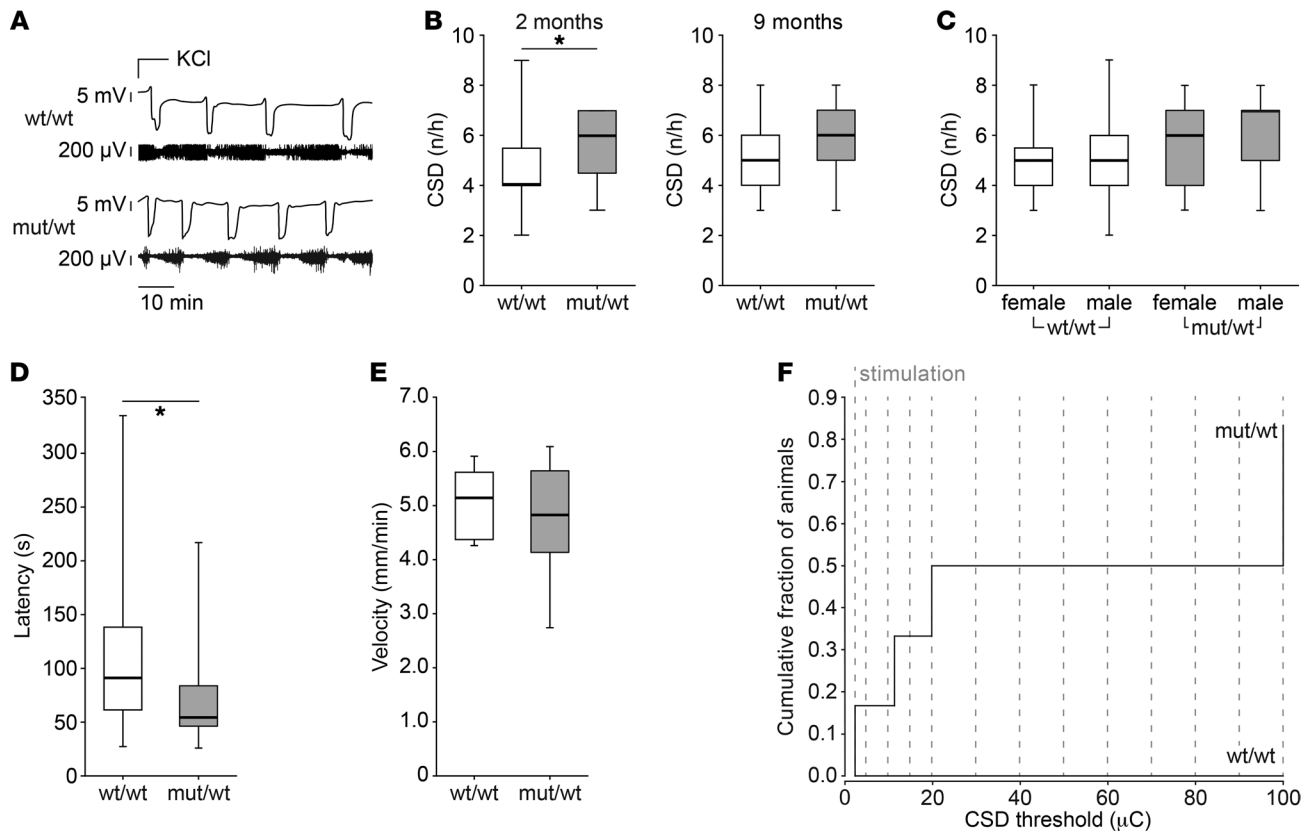 A
KCl
5 mV
wt/wt
200 µV
5 mV
mut/wt
200 µV
10 min
B
2 months
*
CSD (n/h)
10
8
6
4
2
0
wt/wt
mut/wt
9 months
CSD (n/h)
10
8
6
4
2
0
wt/wt
mut/wt
C
CSD (n/h)
10
8
6
4
2
0
female
male
female
male
wt/wt
mut/wt
D
*
Latency (s)
350
300
250
200
150
100
50
0
wt/wt
mut/wt
E
Velocity (mm/min)
7.0
6.0
5.0
4.0
3.0
2.0
1.0
0
wt/wt
mut/wt
F
stimulation
Cumulative fraction of animals
0.9
0.8
0.6
0.5
0.3
0.2
0.0
mut/wt
wt/wt
0
20
40
60
80
100
CSD threshold (µC)